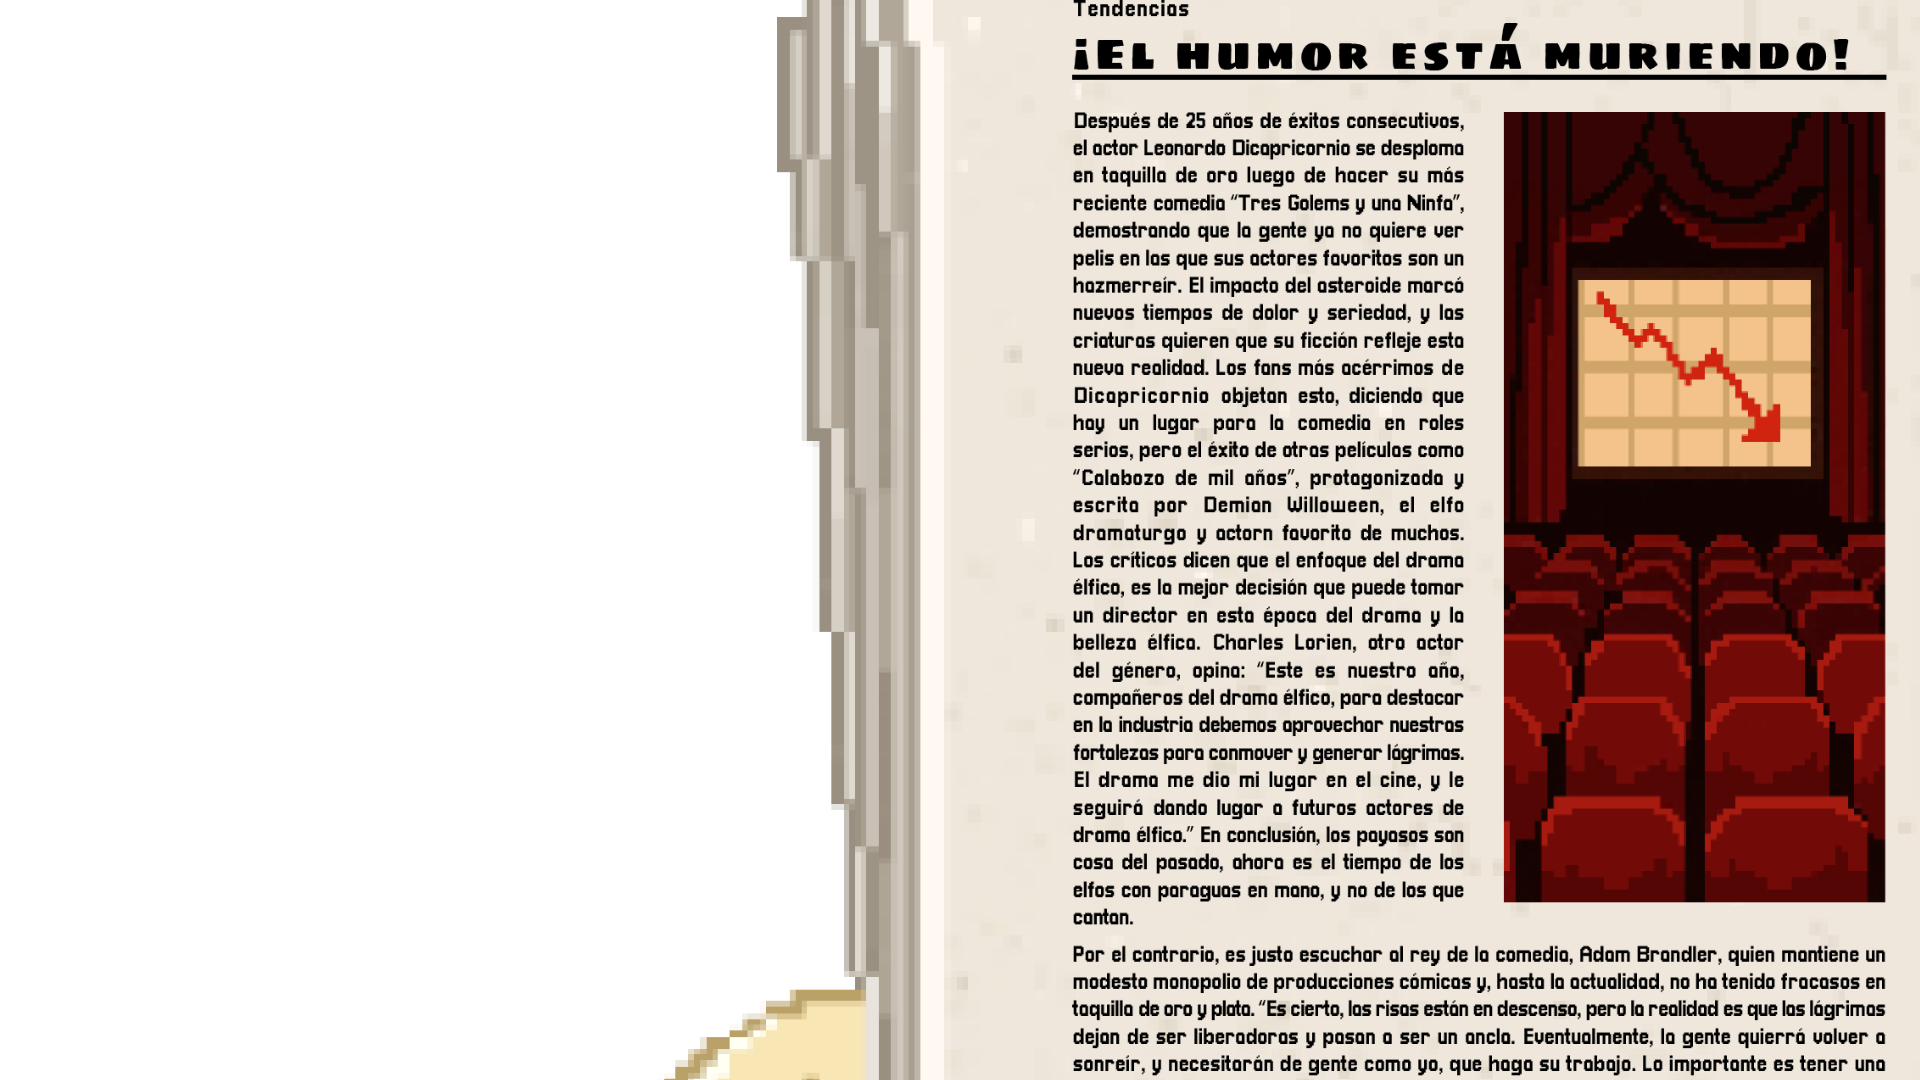 Tendencias
¡El humor está muriendo!
Después de 25 años de éxitos consecutivos,
el actor Leonardo Dicapricornio se desploma
en taquilla de oro luego de hacer su más
reciente comedia “Tres Golems y una Ninfa”,
demostrando que la gente ya no quiere ver
pelis en las que sus actores favoritos son un
hazmerreír. El impacto del asteroide marcó
nuevos tiempos de dolor y seriedad, y las
criaturas quieren que su ficción refleje esta
nueva realidad. Los fans más acérrimos de
Dicapricornio objetan esto, diciendo que
hay un lugar para la comedia en roles
serios, pero el éxito de otras películas como
“Calabozo de mil años”, protagonizada y
escrita por Demian Willoween, el elfo
dramaturgo y actorn favorito de muchos.
Los críticos dicen que el enfoque del drama
élfico, es la mejor decisión que puede tomar
un director en esta época del drama y la
belleza élfica. Charles Lorien, otro actor
del género, opina: “Este es nuestro año,
compañeros del drama élfico, para destacar
en la industria debemos aprovechar nuestras
fortalezas para conmover y generar lágrimas.
El drama me dio mi lugar en el cine, y le
seguirá dando lugar a futuros actores de
drama élfico.” En conclusión, los payasos son
cosa del pasado, ahora es el tiempo de los
elfos con paraguas en mano, y no de los que
cantan.
Por el contrario, es justo escuchar al rey de la comedia, Adam Brandler, quien mantiene un
modesto monopolio de producciones cómicas y, hasta la actualidad, no ha tenido fracasos en
taquilla de oro y plata. “Es cierto, las risas están en descenso, pero la realidad es que las lágrimas
dejan de ser liberadoras y pasan a ser un ancla. Eventualmente, la gente quierrá volver a
sonreír, y necesitarán de gente como yo, que haga su trabajo. Lo importante es tener una